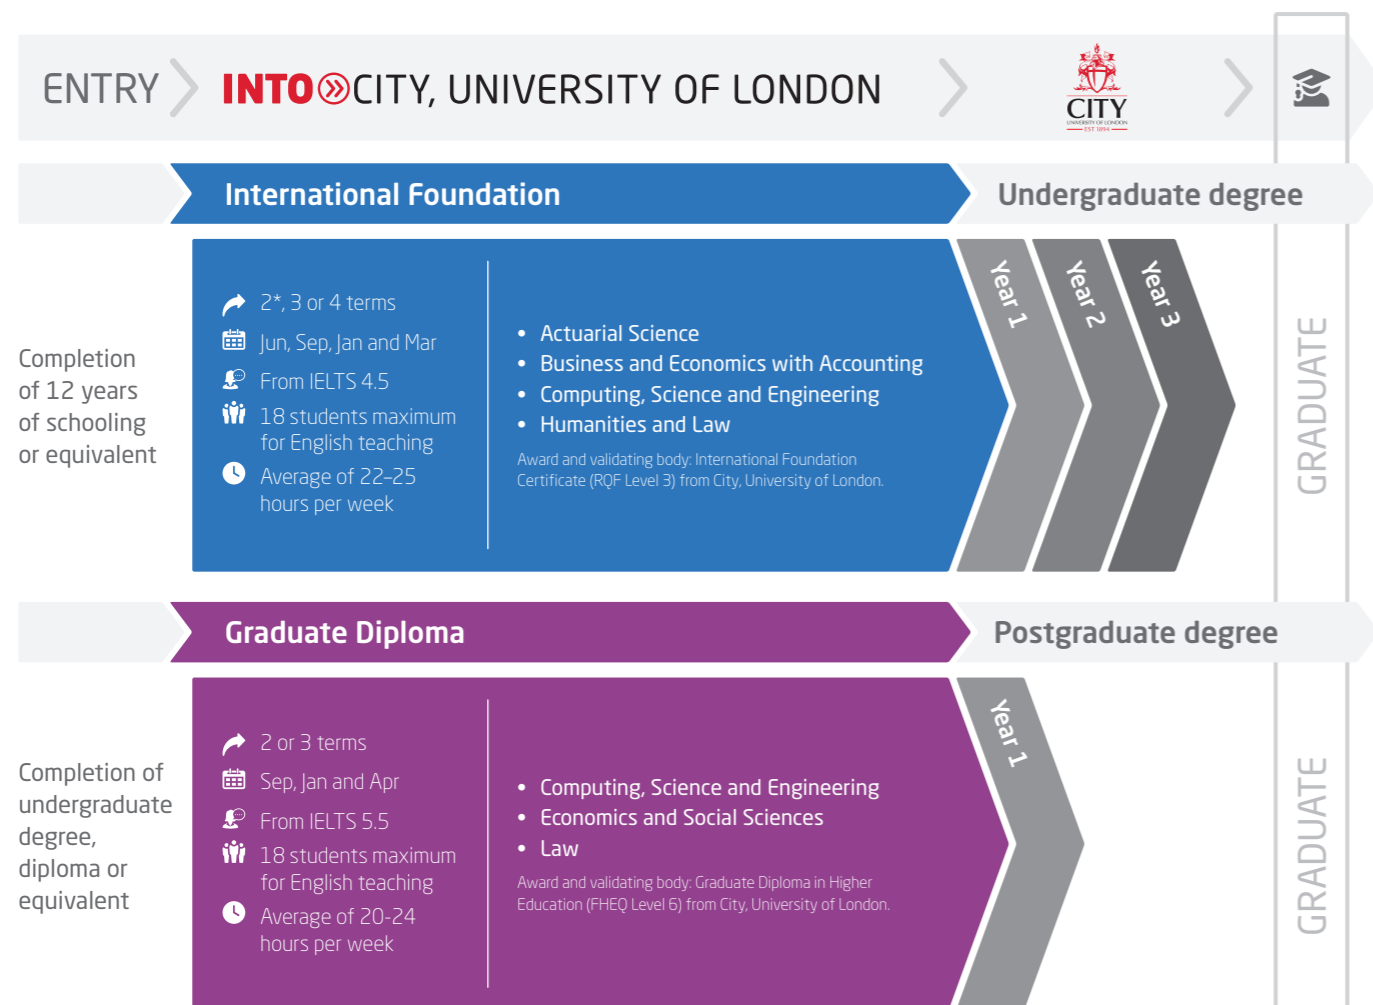 ENTRY
INTO CITY, UNIVERSITY OF LONDON
CITY
UNIVERSITY OF LONDON
EST 1894
International Foundation
Undergraduate degree
Completion
of 12 years
of schooling
or equivalent
2*, 3 or 4 terms
Jun, Sep, Jan and Mar
From IELTS 4.5
18 students maximum
for English teaching
Average of 22–25
hours per week
• Actuarial Science
• Business and Economics with Accounting
• Computing, Science and Engineering
• Humanities and Law
Award and validating body: International Foundation
Certificate (RQF Level 3) from City, University of London.
Year 1
Year 2
Year 3
GRADUATE
Graduate Diploma
Postgraduate degree
Completion of
undergraduate
degree,
diploma or
equivalent
2 or 3 terms
Sep, Jan and Apr
From IELTS 5.5
18 students maximum
for English teaching
Average of 20-24
hours per week
• Computing, Science and Engineering
• Economics and Social Sciences
• Law
Award and validating body: Graduate Diploma in Higher
Education (FHEQ Level 6) from City, University of London.
Year 1
GRADUATE